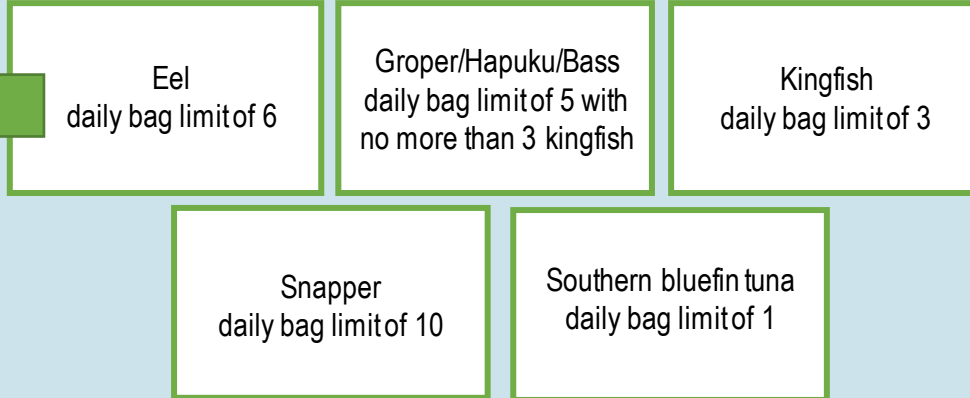 Eel
daily bag limit of 6
Groper/Hapuku/Bass
daily bag limit of 5 with
no more than 3 kingfish
Kingfish
daily bag limit of 3
Snapper
daily bag limit of 10
Southern bluefin tuna
daily bag limit of 1